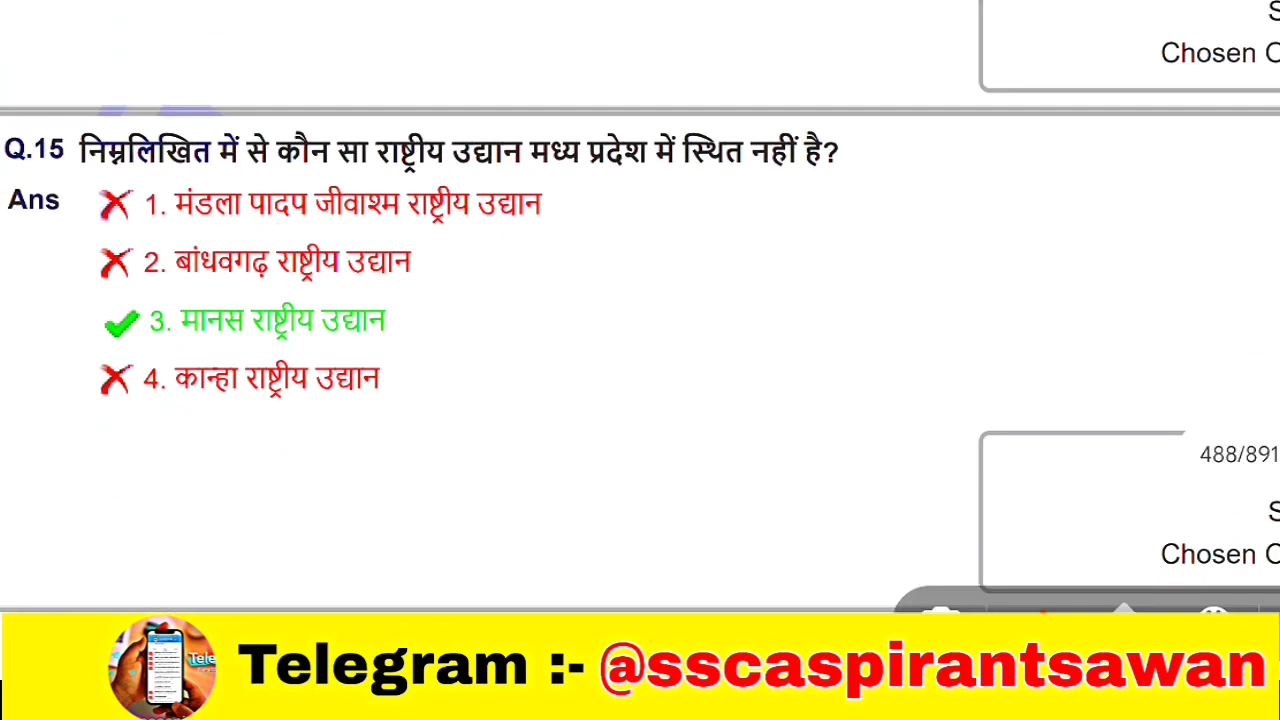 Chosen
Q.15 निम्नलिखित में से कौन सा राष्ट्रीय उद्यान मध्य प्रदेश में स्थित नहीं है?
Ans 1. मंडला पादप जीवाश्म राष्ट्रीय उद्यान
2. बांधवगढ़ राष्ट्रीय उद्यान
3. मानस राष्ट्रीय उद्यान
4. कान्हा राष्ट्रीय उद्यान
488/891
Chosen
Telegram :- @sscaspirantsawan